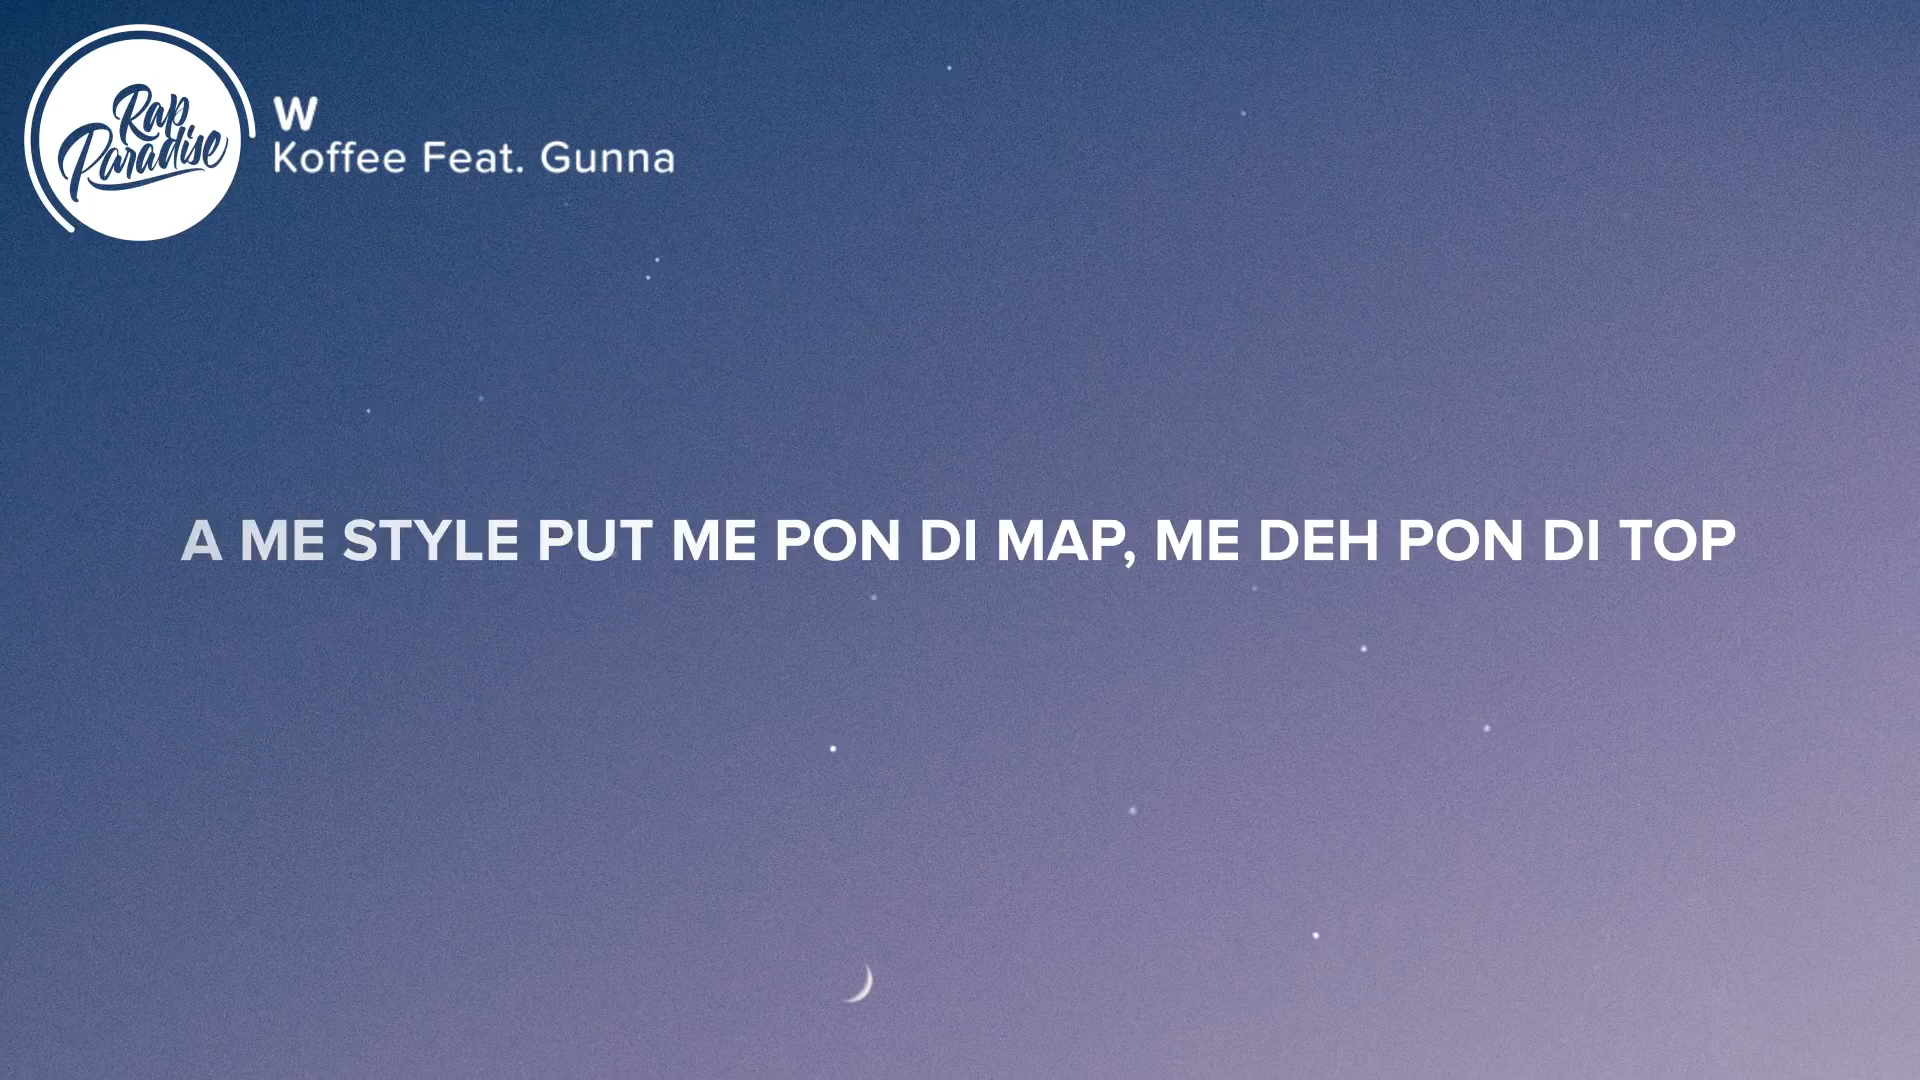 Rap
Paradise
W
Koffee Feat. Gunna
A ME STYLE PUT ME PON DI MAP, ME DEH PON DI TOP